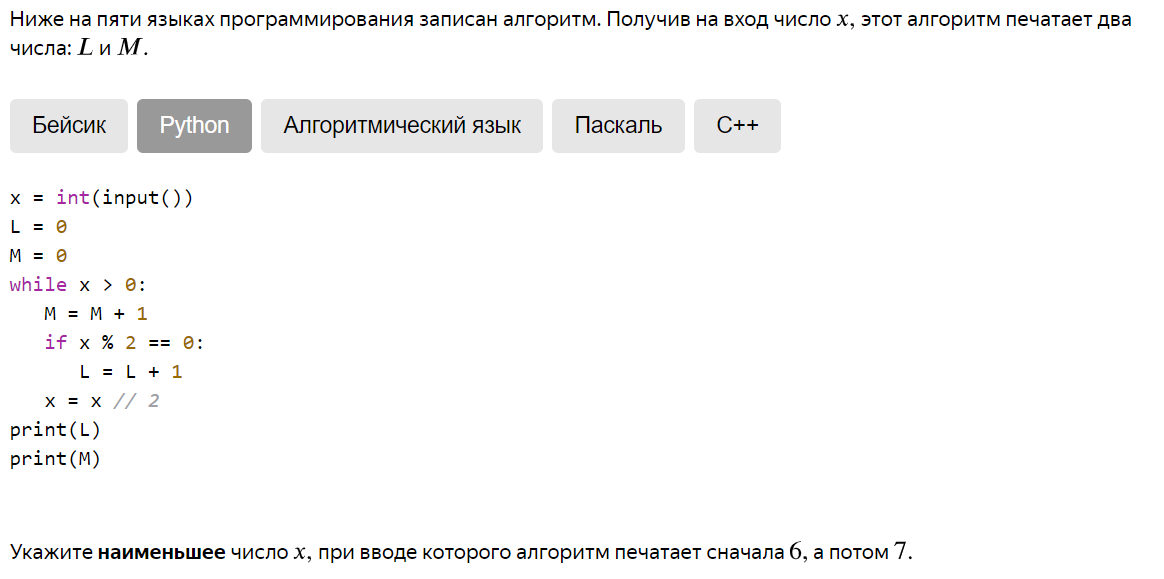 Ниже на пяти языках программирования записан алгоритм. Получив на вход число x, этот алгоритм печатает два
числа: L и M.
Бейсик Python Алгоритмический язык Паскаль C++
x = int(input())
L = 0
M = 0
while x > 0:
   M = M + 1
   if x % 2 == 0:
      L = L + 1
   x = x // 2
print(L)
print(M)
Укажите наименьшее число x, при вводе которого алгоритм печатает сначала 6, а потом 7.